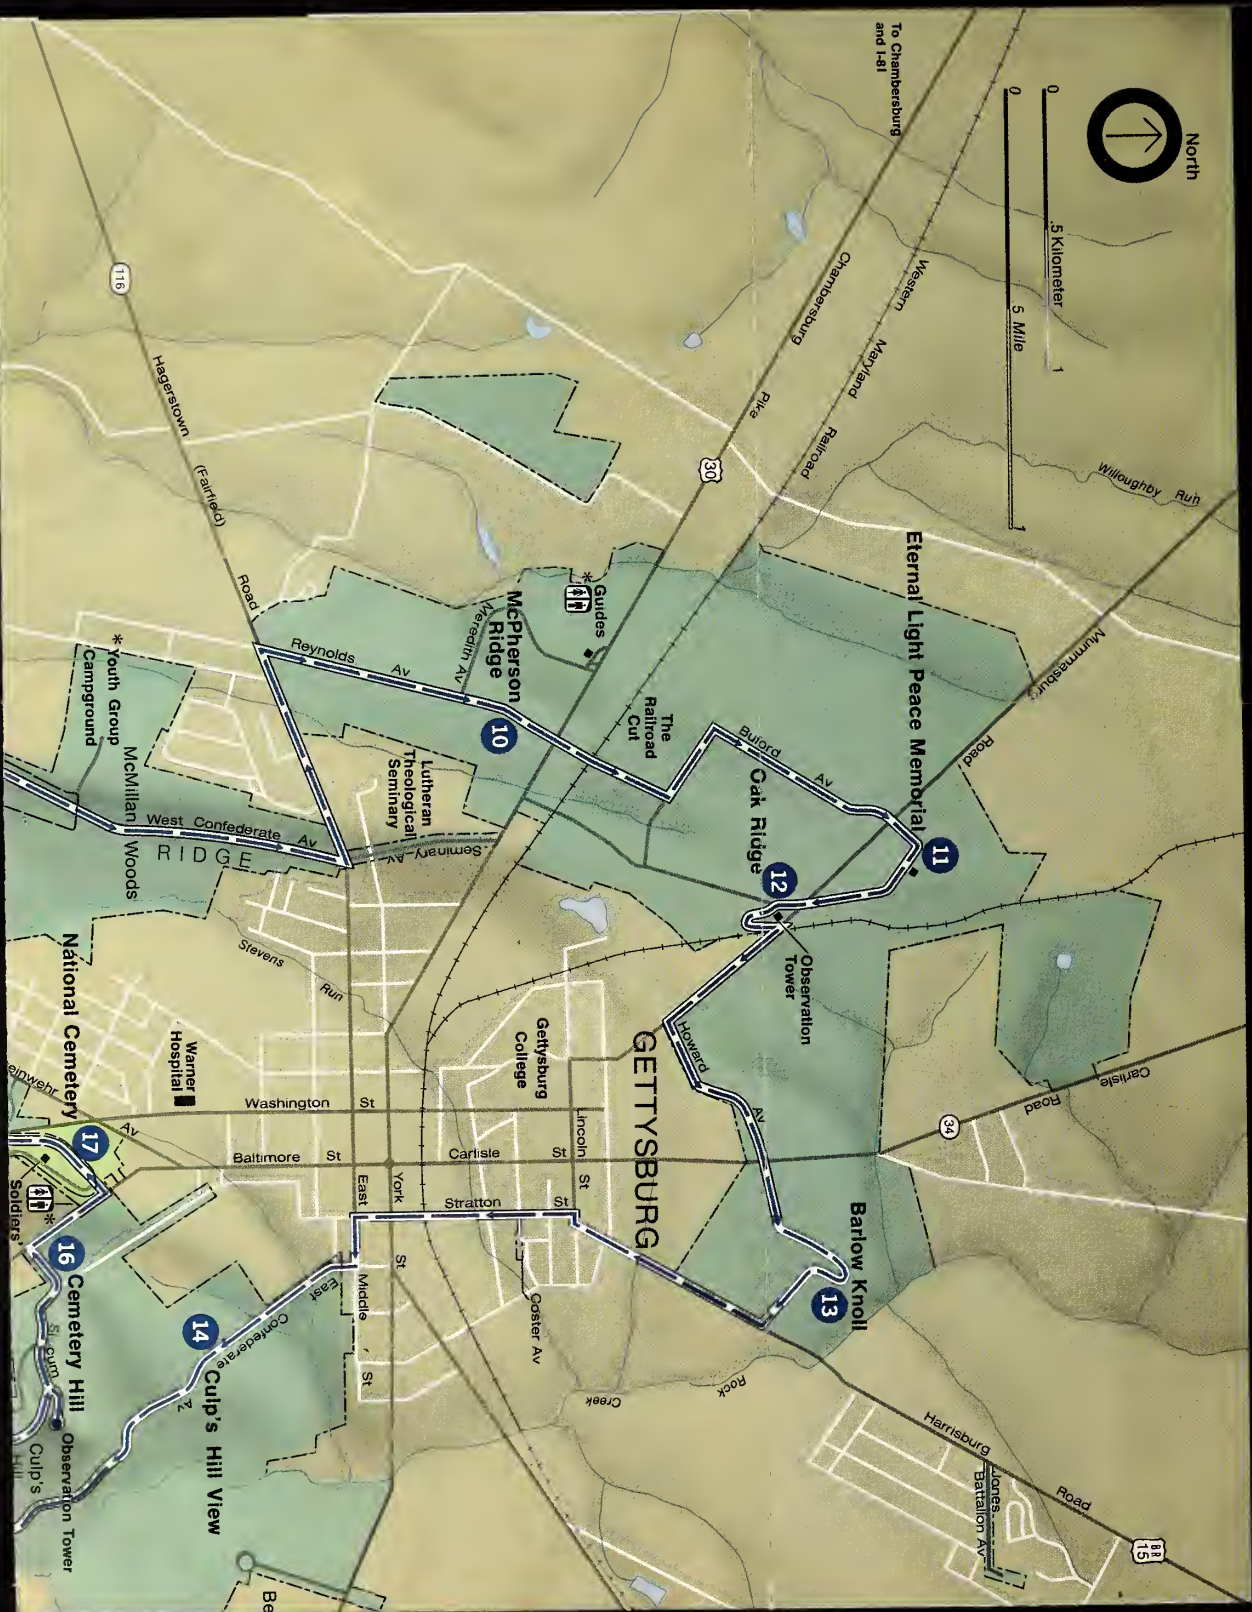 North
0
.5 Kilometer
1
0
.5 Mile
1
To Chambersburg
and I-81
Western
Maryland
Railroad
Chambersburg
Pike
30
Willoughby Run
Mummasburg
Road
Eternal Light Peace Memorial
11
Buford
Av
Oak Ridge
12
Observation
Tower
The
Railroad
Cut
Guides
*
McPherson
Ridge
10
Meredith Av
Reynolds
Av
116
Hagerstown
(Fairfield)
Road
* Youth Group
Campground
McMillan Woods
West Confederate Av
RIDGE
Lutheran
Theological
Seminary
Seminary Av
Stevens
Run
Howard
Av
GETTYSBURG
Gettysburg
College
Carlisle
Road
34
Barlow Knoll
13
Lincoln
St
Washington St
Baltimore St
Carlisle St
Stratton St
York
St
East
Middle
St
Coster Av
Warner
Hospital
National Cemetery
17
Av
Soldiers'
*
16
Cemetery Hill
Slocum
Observation Tower
Culp's
Hill
East
Confederate
Av
14
Culp's Hill View
Rock
Creek
Harrisburg
Road
Jones
Battalion Av
BR
15
Be